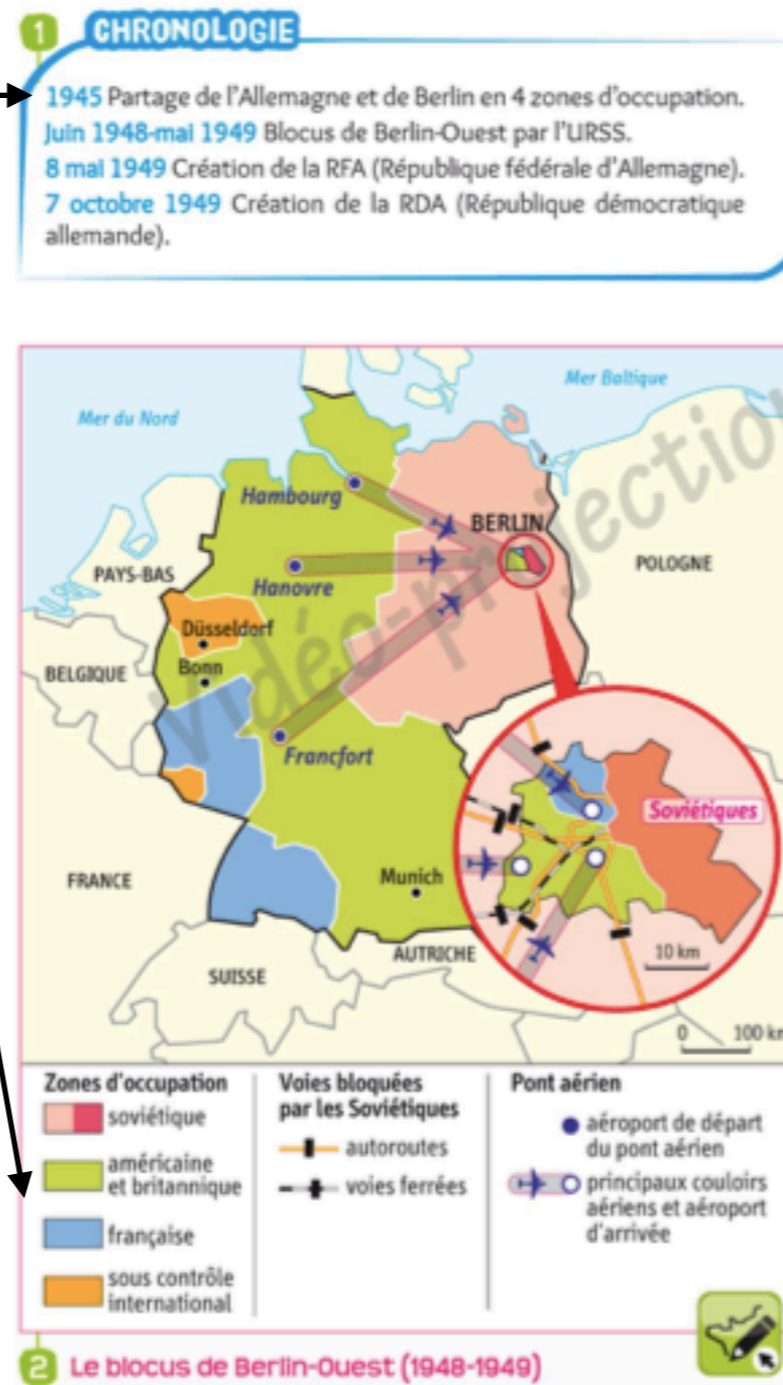 1 CHRONOLOGIE
1945 Partage de l'Allemagne et de Berlin en 4 zones d'occupation.
Juin 1948-mai 1949 Blocus de Berlin-Ouest par l'URSS.
8 mai 1949 Création de la RFA (République fédérale d'Allemagne).
7 octobre 1949 Création de la RDA (République démocratique
allemande).
Mer Baltique
Mer du Nord
Hambourg
BERLIN
PAYS-BAS
Hanovre
POLOGNE
Düsseldorf
BELGIQUE
Bonn
Francfort
Soviétiques
FRANCE
Munich
AUTRICHE
10 km
SUISSE
0 100 km
Vidéo-projection
Zones d'occupation
soviétique
américaine
et britannique
française
sous contrôle
international
Voies bloquées
par les Soviétiques
autoroutes
voies ferrées
Pont aérien
aéroport de départ
du pont aérien
principaux couloirs
aériens et aéroport
d'arrivée
2 Le blocus de Berlin-Ouest (1948-1949)